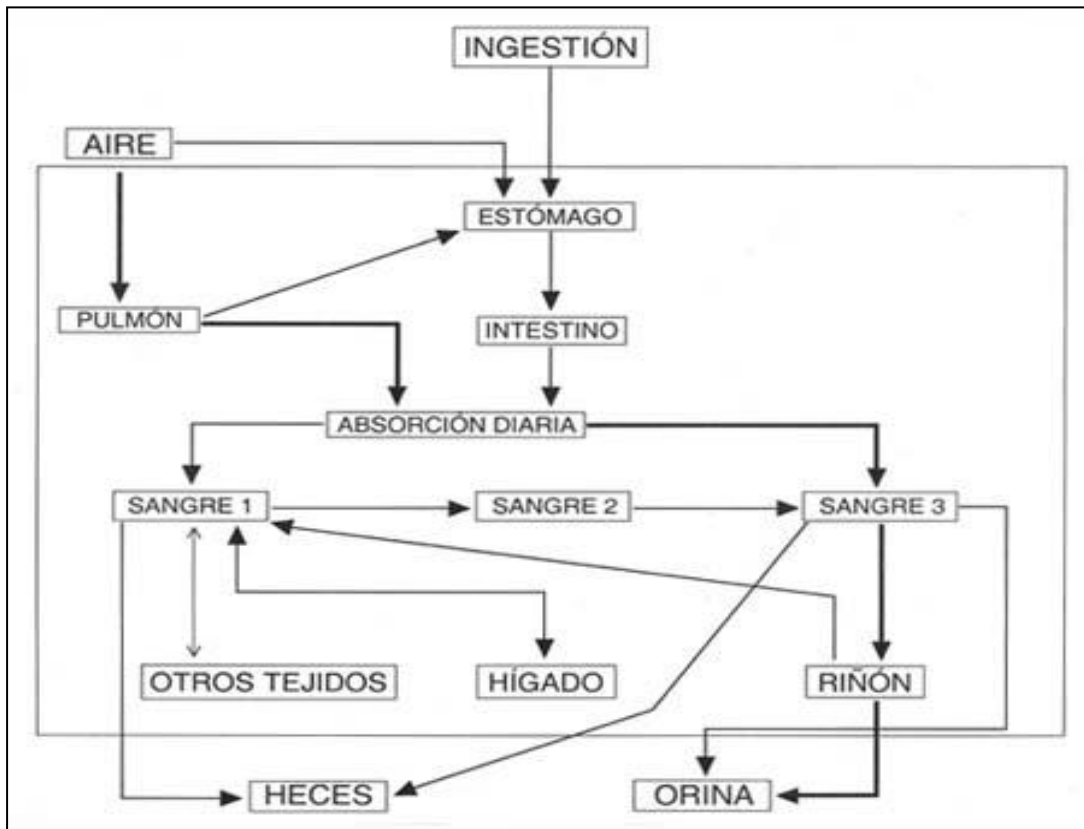 INGESTIÓN
AIRE
ESTÓMAGO
PULMÓN
INTESTINO
ABSORCIÓN DIARIA
SANGRE 1
SANGRE 2
SANGRE 3
OTROS TEJIDOS
HÍGADO
RIÑÓN
HECES
ORINA